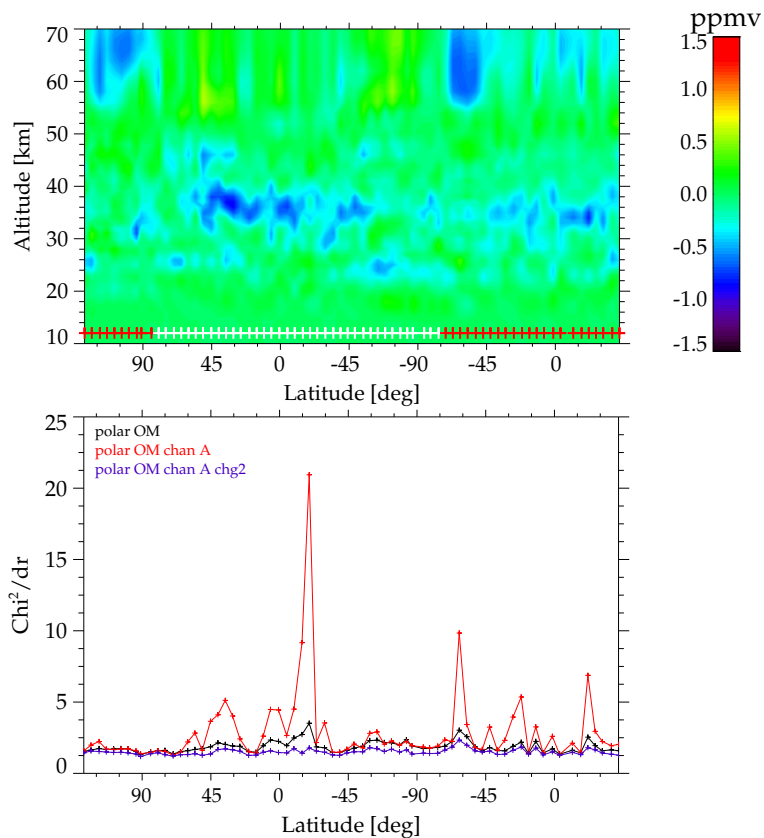 ppmv
70
60
50
40
30
20
10
Altitude [km]
90 45 0 -45 -90 -45 0
Latitude [deg]
1.5
1.0
0.5
0.0
-0.5
-1.0
-1.5
25
20
15
10
5
0
Chi²/dr
polar OM
polar OM chan A
polar OM chan A chg2
90 45 0 -45 -90 -45 0
Latitude [deg]